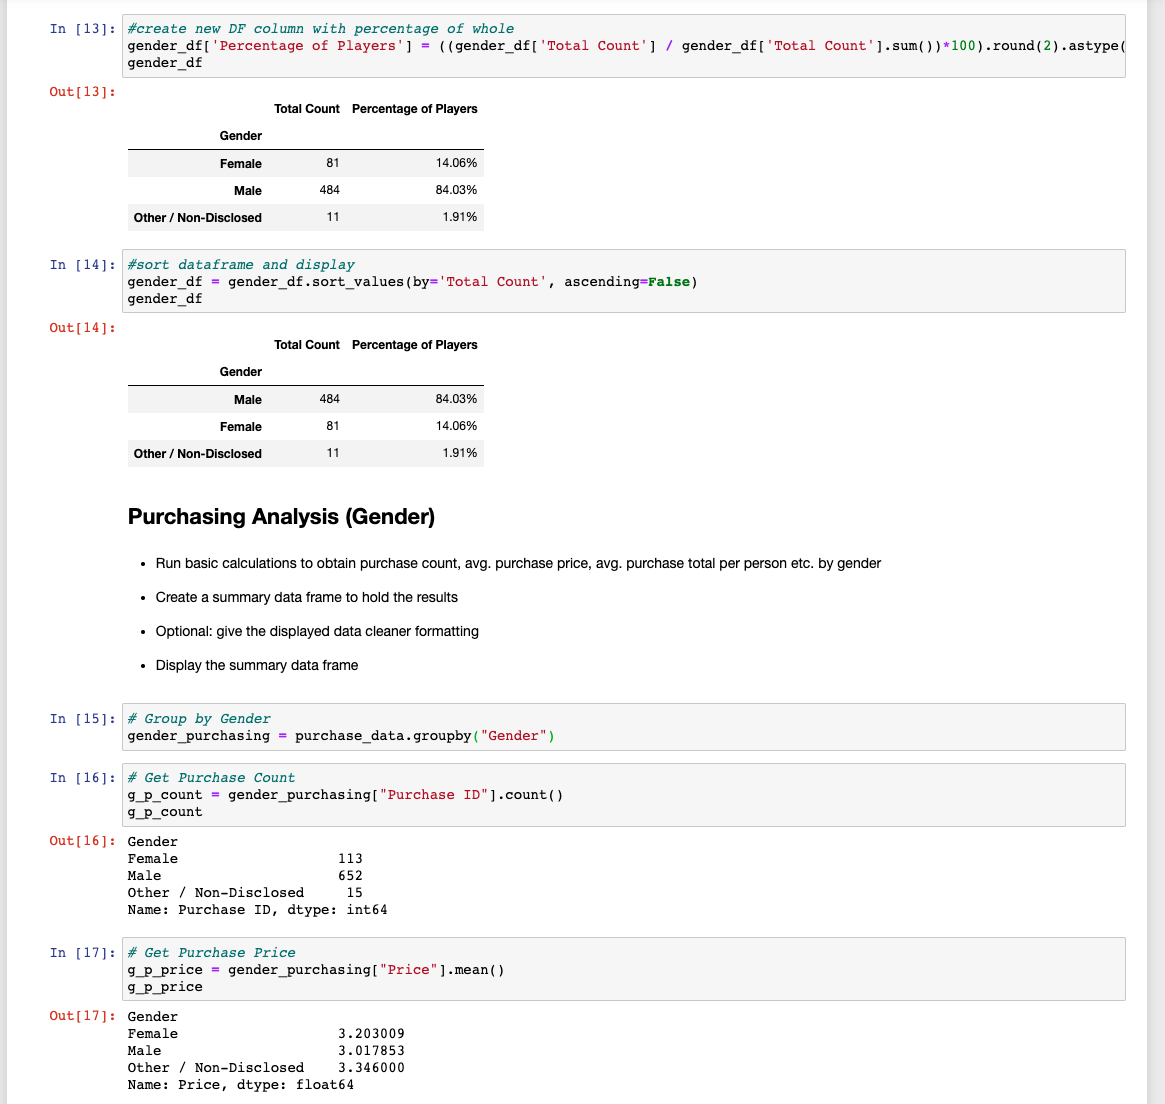 In [13]: #create new DF column with percentage of whole
gender_df['Percentage of Players'] = ((gender_df['Total Count'] / gender_df['Total Count'].sum())*100).round(2).astype(
gender_df
Out[13]:
Total Count Percentage of Players
Gender
Female 81 14.06%
Male 484 84.03%
Other / Non-Disclosed 11 1.91%
In [14]: #sort dataframe and display
gender_df = gender_df.sort_values(by='Total Count', ascending=False)
gender_df
Out[14]:
Total Count Percentage of Players
Gender
Male 484 84.03%
Female 81 14.06%
Other / Non-Disclosed 11 1.91%
Purchasing Analysis (Gender)
• Run basic calculations to obtain purchase count, avg. purchase price, avg. purchase total per person etc. by gender
• Create a summary data frame to hold the results
• Optional: give the displayed data cleaner formatting
• Display the summary data frame
In [15]: # Group by Gender
gender_purchasing = purchase_data.groupby("Gender")
In [16]: # Get Purchase Count
g_p_count = gender_purchasing["Purchase ID"].count()
g_p_count
Out[16]: Gender
Female 113
Male 652
Other / Non-Disclosed 15
Name: Purchase ID, dtype: int64
In [17]: # Get Purchase Price
g_p_price = gender_purchasing["Price"].mean()
g_p_price
Out[17]: Gender
Female 3.203009
Male 3.017853
Other / Non-Disclosed 3.346000
Name: Price, dtype: float64